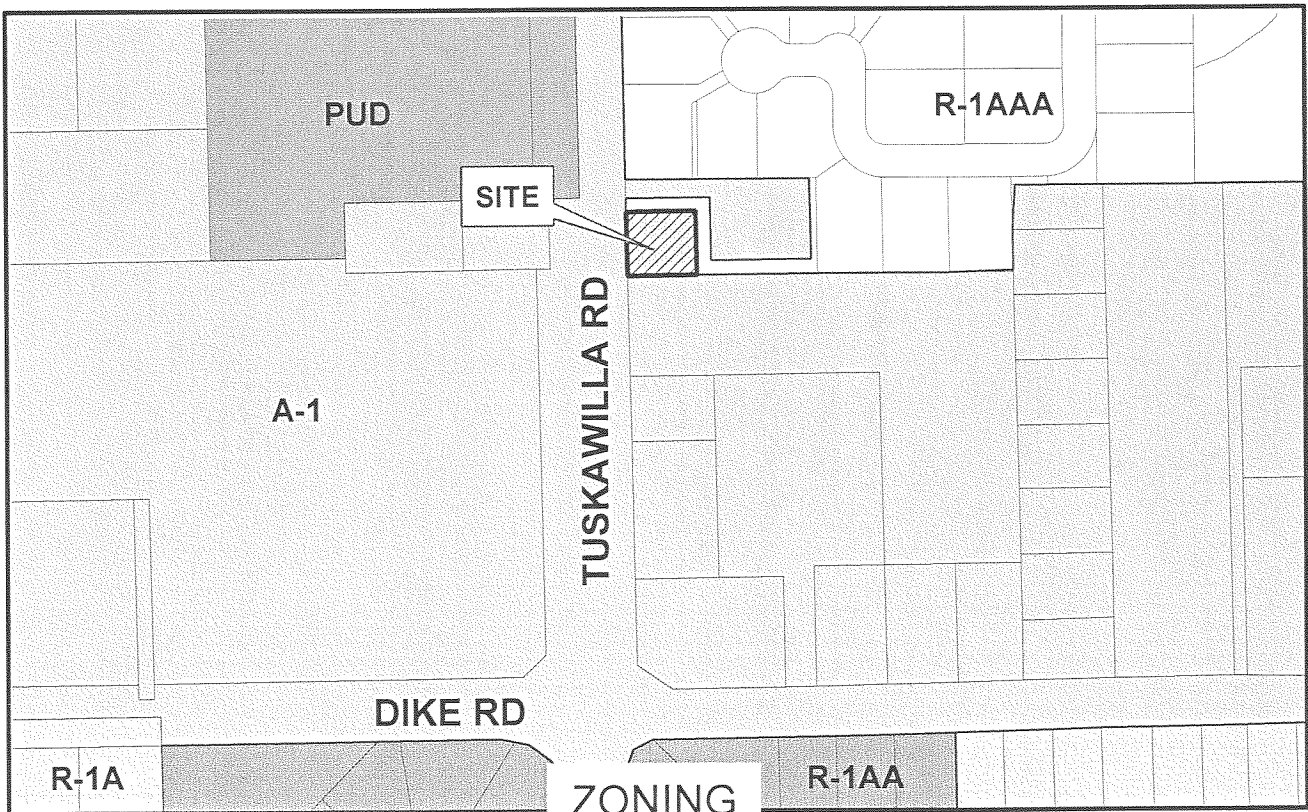 PUD
R-1AAA
SITE
TUSKAWILLA RD
A-1
DIKE RD
R-1A
R-1AA
ZONING